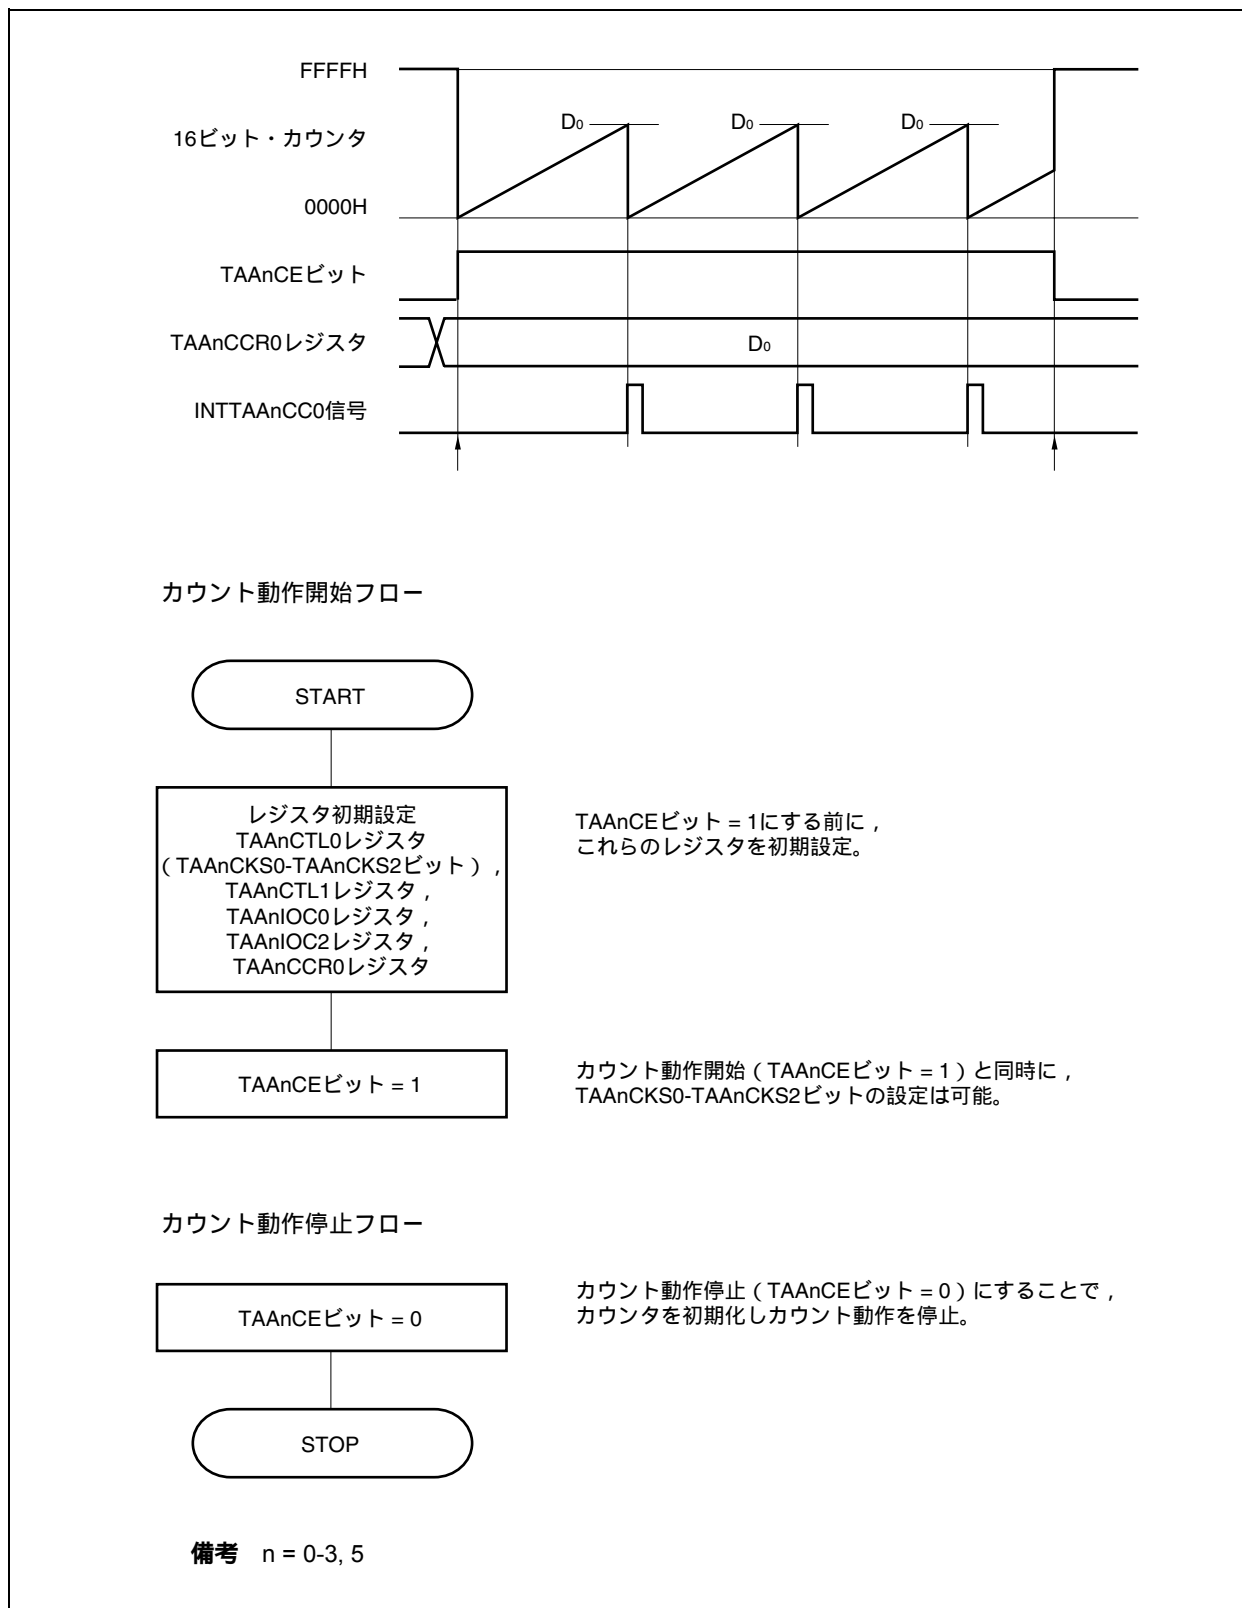 FFFFH
D0 D0 D0
16ビット・カウンタ
0000H
TAAnCEビット
TAAnCCR0レジスタ D0
INTTAAnCC0信号
カウント動作開始フロー
START
レジスタ初期設定
TAAnCTL0レジスタ
（TAAnCKS0-TAAnCKS2ビット），
TAAnCTL1レジスタ，
TAAnIOC0レジスタ，
TAAnIOC2レジスタ，
TAAnCCR0レジスタ
TAAnCEビット = 1にする前に，
これらのレジスタを初期設定。
TAAnCEビット = 1
カウント動作開始（TAAnCEビット = 1）と同時に，
TAAnCKS0-TAAnCKS2ビットの設定は可能。
カウント動作停止フロー
TAAnCEビット = 0
カウント動作停止（TAAnCEビット = 0）にすることで，
カウンタを初期化しカウント動作を停止。
STOP
備考 n = 0-3, 5